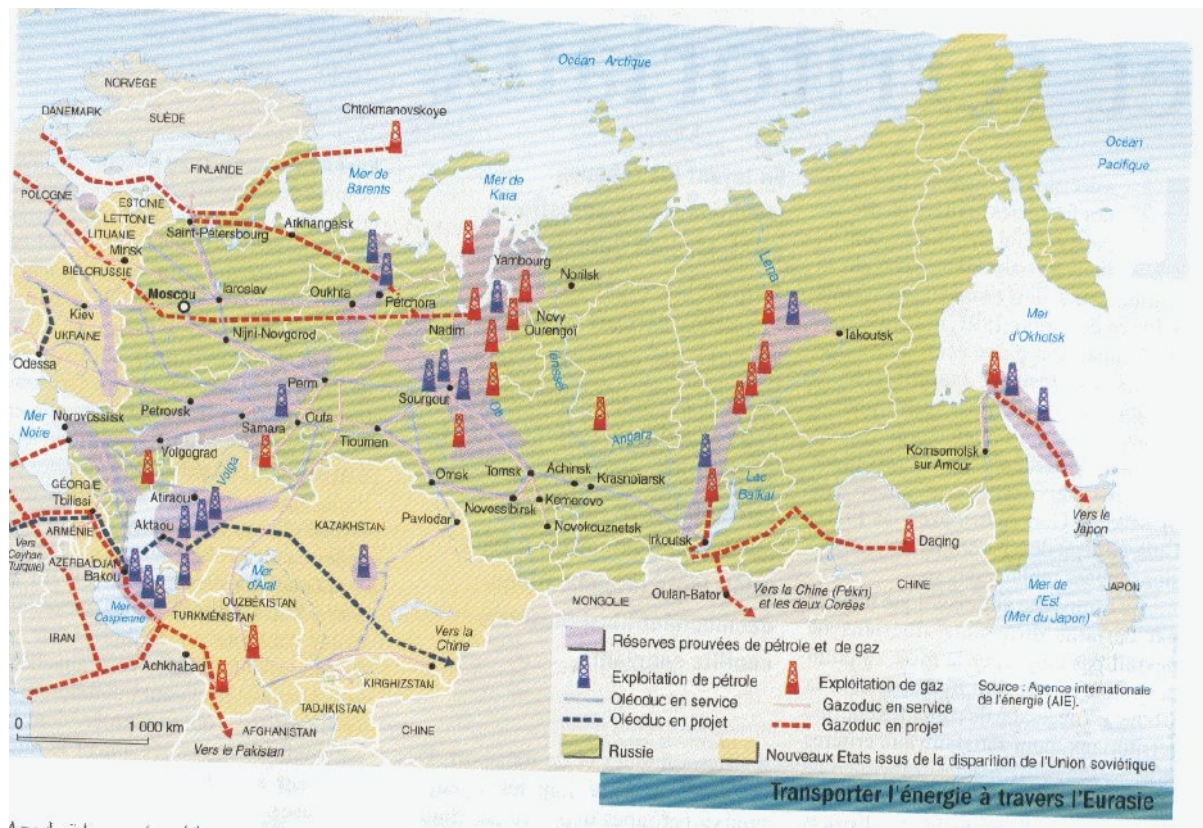 Océan Arctique
NORVÈGE
Chtokmanovskoye
DANEMARK
SUÈDE
Océan
Pacifique
FINLANDE
Mer de
Barents
Mer de
Kara
POLOGNE
ESTONIE
LETTONIE
LITUANIE
Saint-Pétersbourg
Arkhangelsk
Minsk
BIÉLORUSSIE
Yambourg
Norilsk
Léna
Moscou
Iaroslav
Oukhta
Pétchora
Kiev
UKRAINE
Nijni-Novgorod
Nadim
Novy
Ourengoï
Iénisseï
Iakoutsk
Mer
d'Okhotsk
Odessa
Perm
Sourgout
Ob
Mer
Noire
Norovossiisk
Petrovsk
Samara
Oufa
Tioumen
Angara
Volgograd
Komsomolsk
sur Amour
GÉORGIE
Tbilissi
Volga
Omsk
Tomsk
Achinsk
Krasnoiarsk
Lac
Baïkal
Atiraou
Novossibirsk
Kemerovo
ARMÉNIE
Aktaou
KAZAKHSTAN
Pavlodar
Novokouznetsk
Irkoutsk
Daqing
Vers le
Japon
Vers
Ceyhan
(Turquie)
AZERBAÏDJAN
Bakou
Mer
d'Aral
Oulan-Bator
Vers la Chine (Pékin)
et les deux Corées
CHINE
MONGOLIE
JAPON
Mer
Caspienne
OUZBÉKISTAN
TURKMÉNISTAN
Vers la
Chine
Mer de
l'Est
(Mer du Japon)
IRAN
Achkhabad
KIRGHIZSTAN
TADJIKISTAN
AFGHANISTAN
CHINE
0
1 000 km
Vers le Pakistan
Réserves prouvées de pétrole et de gaz
Exploitation de pétrole
Exploitation de gaz
Source : Agence internationale
de l'énergie (AIE).
Oléoduc en service
Gazoduc en service
Oléoduc en projet
Gazoduc en projet
Russie
Nouveaux Etats issus de la disparition de l'Union soviétique
Transporter l'énergie à travers l'Eurasie